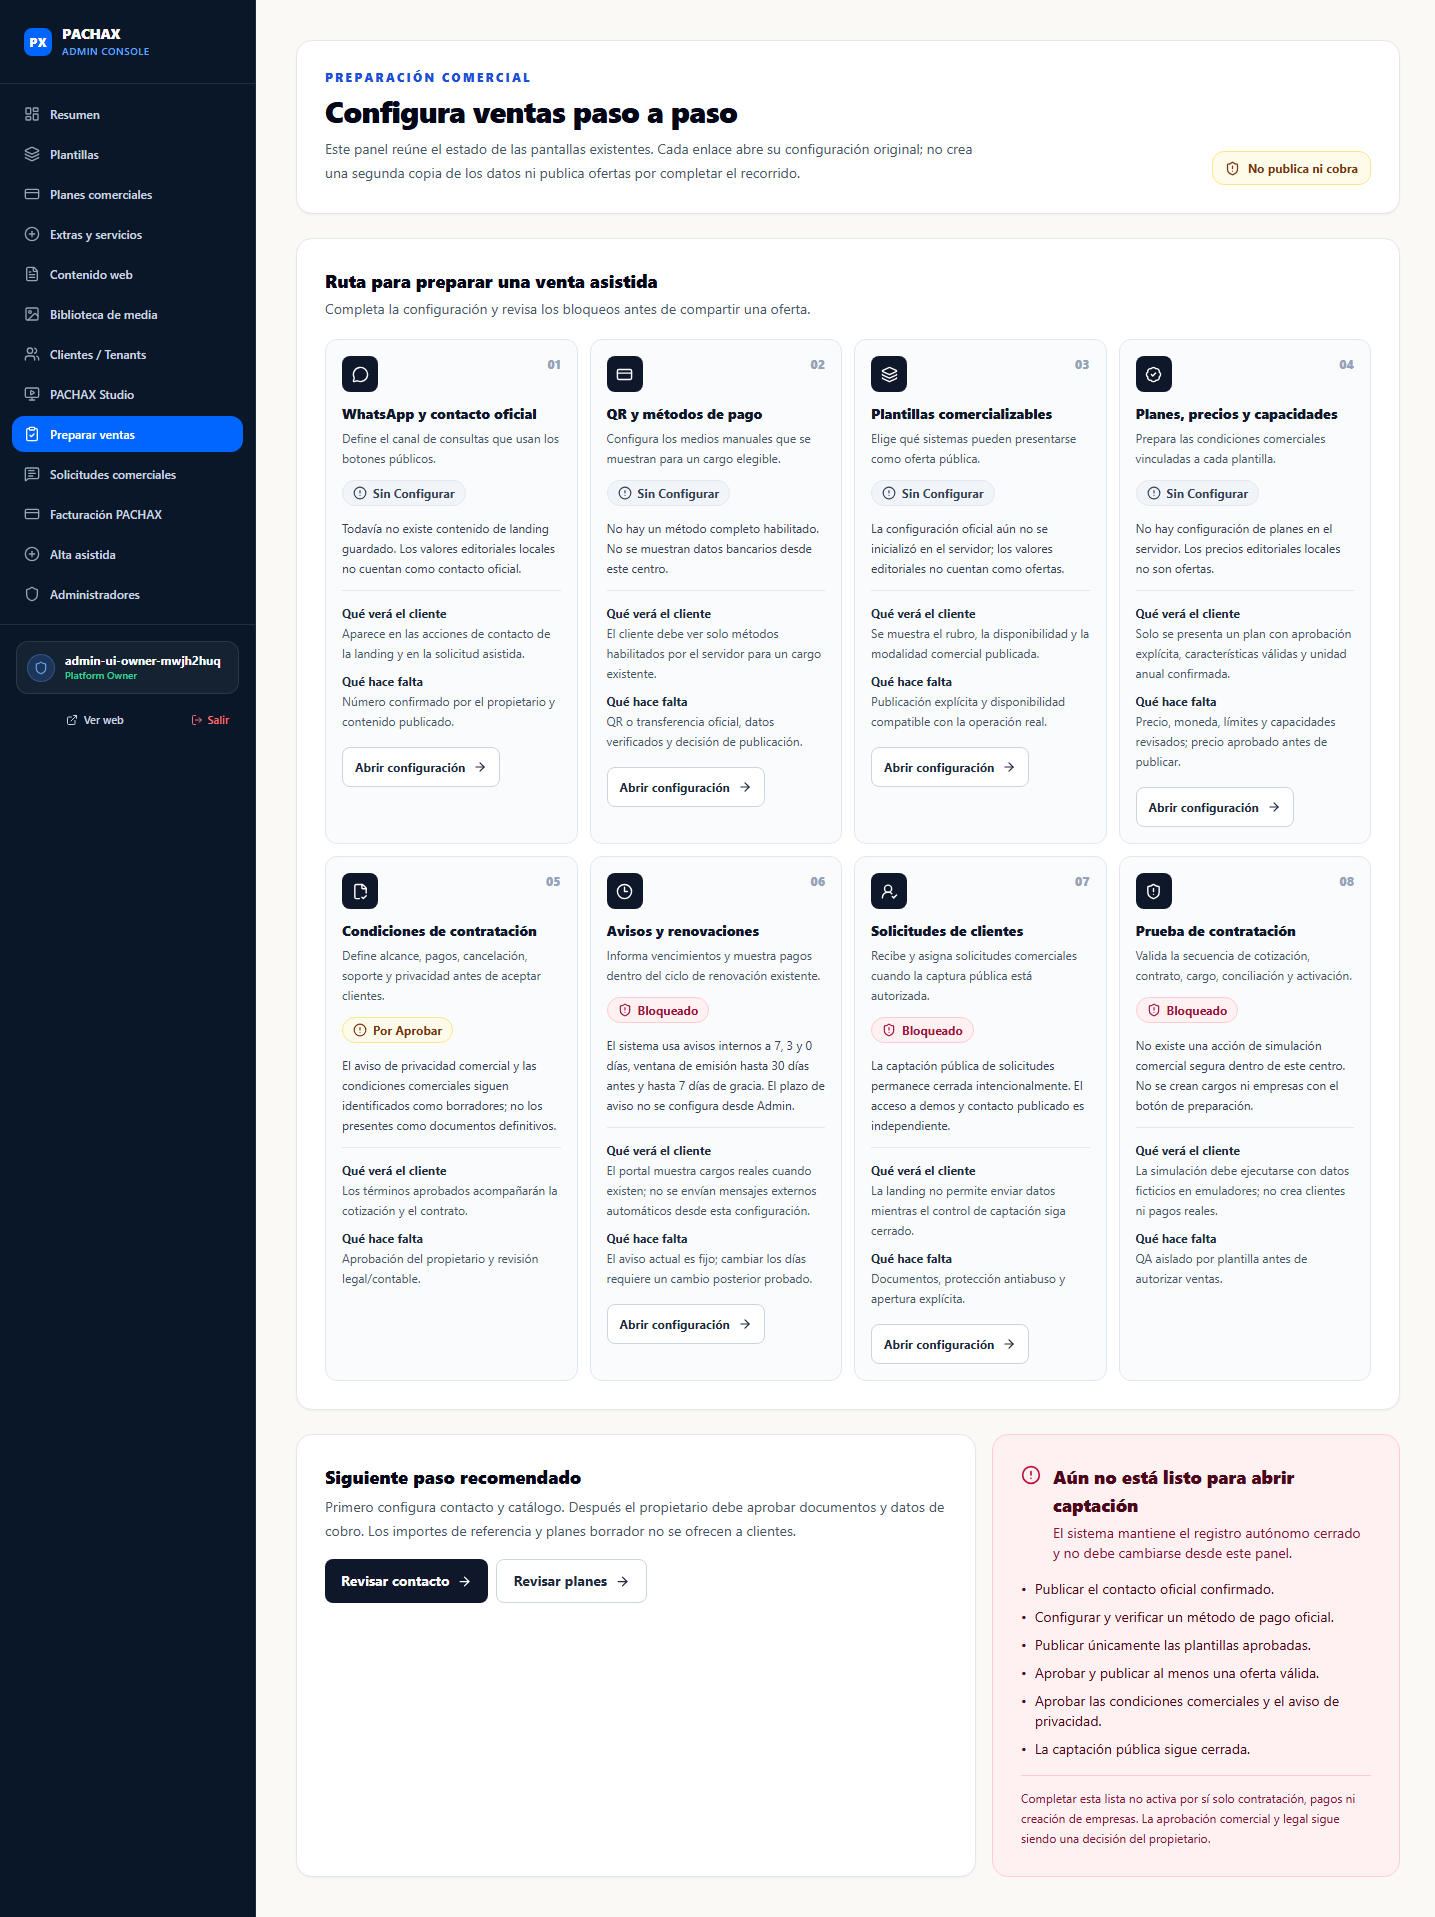 PX
PACHAX
ADMIN CONSOLE
Resumen
Plantillas
Planes comerciales
Extras y servicios
Contenido web
Biblioteca de media
Clientes / Tenants
PACHAX Studio
Preparar ventas
Solicitudes comerciales
Facturación PACHAX
Alta asistida
Administradores
admin-ui-owner-mwjh2huq
Platform Owner
Ver web
Salir
PREPARACIÓN COMERCIAL
Configura ventas paso a paso
Este panel reúne el estado de las pantallas existentes. Cada enlace abre su configuración original; no crea
una segunda copia de los datos ni publica ofertas por completar el recorrido.
No publica ni cobra
Ruta para preparar una venta asistida
Completa la configuración y revisa los bloqueos antes de compartir una oferta.
01
WhatsApp y contacto oficial
Define el canal de consultas que usan los
botones públicos.
Sin Configurar
Todavía no existe contenido de landing
guardado. Los valores editoriales locales
no cuentan como contacto oficial.
Qué verá el cliente
Aparece en las acciones de contacto de
la landing y en la solicitud asistida.
Qué hace falta
Número confirmado por el propietario y
contenido publicado.
Abrir configuración
02
QR y métodos de pago
Configura los medios manuales que se
muestran para un cargo elegible.
Sin Configurar
No hay un método completo habilitado.
No se muestran datos bancarios desde
este centro.
Qué verá el cliente
El cliente debe ver solo métodos
habilitados por el servidor para un cargo
existente.
Qué hace falta
QR o transferencia oficial, datos
verificados y decisión de publicación.
Abrir configuración
03
Plantillas comercializables
Elige qué sistemas pueden presentarse
como oferta pública.
Sin Configurar
La configuración oficial aún no se
inicializó en el servidor; los valores
editoriales no cuentan como ofertas.
Qué verá el cliente
Se muestra el rubro, la disponibilidad y la
modalidad comercial publicada.
Qué hace falta
Publicación explícita y disponibilidad
compatible con la operación real.
Abrir configuración
04
Planes, precios y capacidades
Prepara las condiciones comerciales
vinculadas a cada plantilla.
Sin Configurar
No hay configuración de planes en el
servidor. Los precios editoriales locales
no son ofertas.
Qué verá el cliente
Solo se presenta un plan con aprobación
explícita, características válidas y unidad
anual confirmada.
Qué hace falta
Precio, moneda, límites y capacidades
revisados; precio aprobado antes de
publicar.
Abrir configuración
05
Condiciones de contratación
Define alcance, pagos, cancelación,
soporte y privacidad antes de aceptar
clientes.
Por Aprobar
El aviso de privacidad comercial y las
condiciones comerciales siguen
identificados como borradores; no los
presentes como documentos definitivos.
Qué verá el cliente
Los términos aprobados acompañarán la
cotización y el contrato.
Qué hace falta
Aprobación del propietario y revisión
legal/contable.
06
Avisos y renovaciones
Informa vencimientos y muestra pagos
dentro del ciclo de renovación existente.
Bloqueado
El sistema usa avisos internos a 7, 3 y 0
días, ventana de emisión hasta 30 días
antes y hasta 7 días de gracia. El plazo de
aviso no se configura desde Admin.
Qué verá el cliente
El portal muestra cargos reales cuando
existen; no se envían mensajes externos
automáticos desde esta configuración.
Qué hace falta
El aviso actual es fijo; cambiar los días
requiere un cambio posterior probado.
Abrir configuración
07
Solicitudes de clientes
Recibe y asigna solicitudes comerciales
cuando la captura pública está
autorizada.
Bloqueado
La captación pública de solicitudes
permanece cerrada intencionalmente. El
acceso a demos y contacto publicado es
independiente.
Qué verá el cliente
La landing no permite enviar datos
mientras el control de captación siga
cerrado.
Qué hace falta
Documentos, protección antiabuso y
apertura explícita.
Abrir configuración
08
Prueba de contratación
Valida la secuencia de cotización,
contrato, cargo, conciliación y activación.
Bloqueado
No existe una acción de simulación
comercial segura dentro de este centro.
No se crean cargos ni empresas con el
botón de preparación.
Qué verá el cliente
La simulación debe ejecutarse con datos
ficticios en emuladores; no crea clientes
ni pagos reales.
Qué hace falta
QA aislado por plantilla antes de
autorizar ventas.
Siguiente paso recomendado
Primero configura contacto y catálogo. Después el propietario debe aprobar documentos y datos de
cobro. Los importes de referencia y planes borrador no se ofrecen a clientes.
Revisar contacto
Revisar planes
Aún no está listo para abrir
captación
El sistema mantiene el registro autónomo cerrado
y no debe cambiarse desde este panel.
• Publicar el contacto oficial confirmado.
• Configurar y verificar un método de pago oficial.
• Publicar únicamente las plantillas aprobadas.
• Aprobar y publicar al menos una oferta válida.
• Aprobar las condiciones comerciales y el aviso de
privacidad.
• La captación pública sigue cerrada.
Completar esta lista no activa por sí solo contratación, pagos ni
creación de empresas. La aprobación comercial y legal sigue
siendo una decisión del propietario.